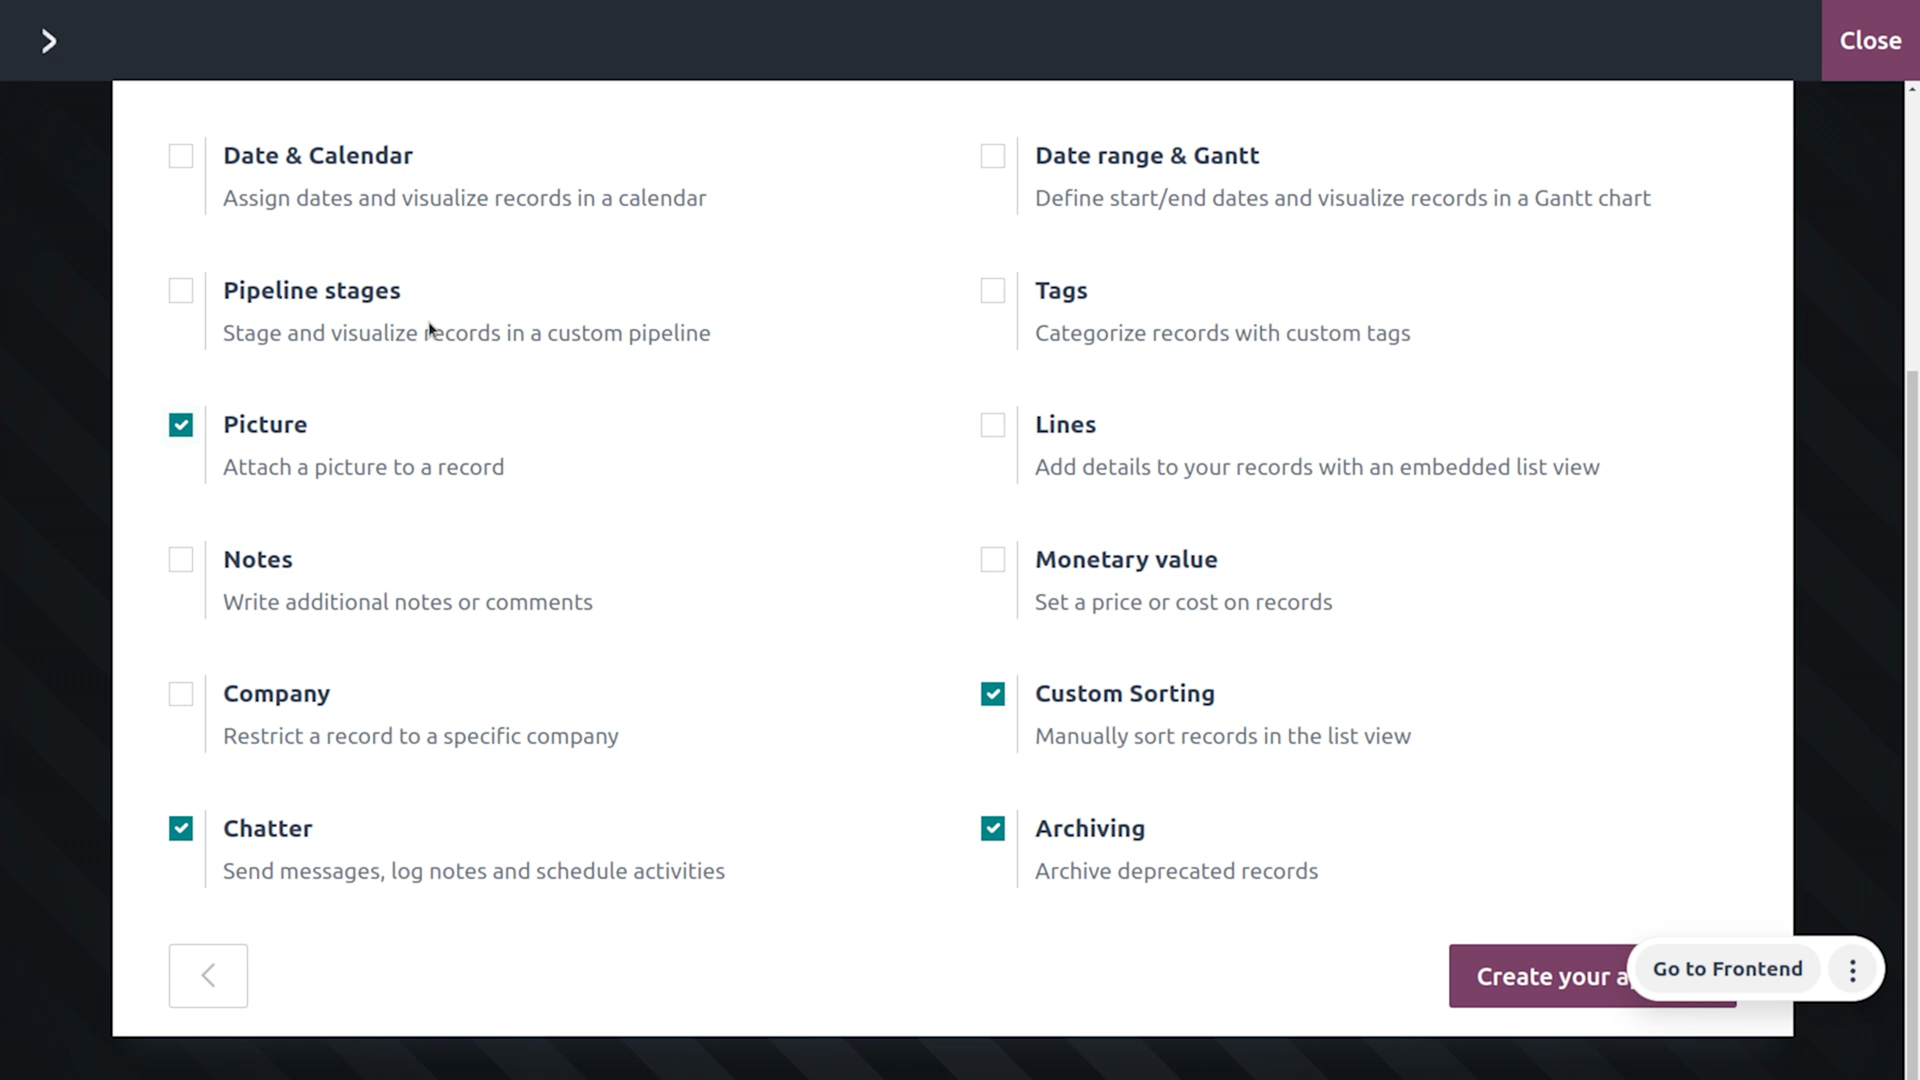 Close
Date & Calendar
Assign dates and visualize records in a calendar
Date range & Gantt
Define start/end dates and visualize records in a Gantt chart
Pipeline stages
Stage and visualize records in a custom pipeline
Tags
Categorize records with custom tags
Picture
Attach a picture to a record
Lines
Add details to your records with an embedded list view
Notes
Write additional notes or comments
Monetary value
Set a price or cost on records
Company
Restrict a record to a specific company
Custom Sorting
Manually sort records in the list view
Chatter
Send messages, log notes and schedule activities
Archiving
Archive deprecated records
Create your
Go to Frontend